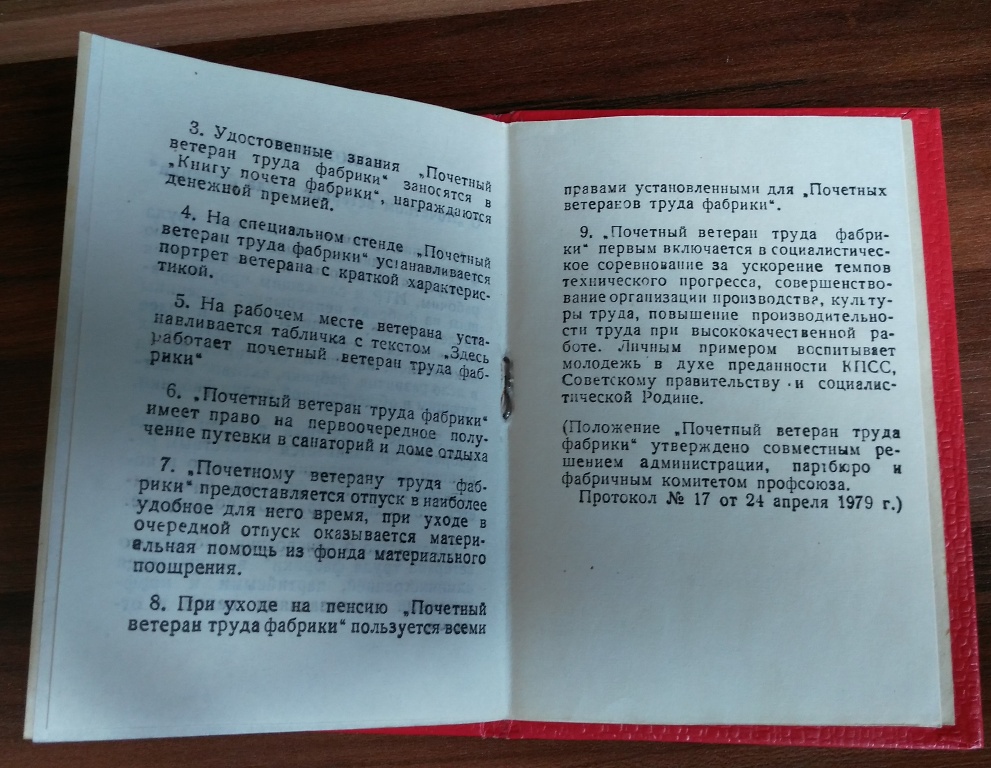 3. Удостоенные звания „Почетный
ветеран труда фабрики“ заносятся в
„Книгу почета фабрики“, награждаются
денежной премией.
4. На специальном стенде „Почетный
ветеран труда фабрики“ устанавливается
портрет ветерана с краткой характерис-
тикой.
5. На рабочем месте ветерана уста-
навливается табличка с текстом „Здесь
работает почетный ветеран труда фаб-
рики“
6. „Почетный ветеран труда фабрики“
имеет право на первоочередное полу-
чение путевки в санаторий и доме отдыха
7. „Почетному ветерану труда фаб-
рики“ предоставляется отпуск в наиболее
удобное для него время, при уходе в
очередной отпуск оказывается матери-
альная помощь из фонда материального
поощрения.
8. При уходе на пенсию „Почетный
ветеран труда фабрики“ пользуется всеми
правами установленными для „Почетных
ветеранов труда фабрики“.
9. „Почетный ветеран труда фабри-
ки“ первым включается в социалистичес-
кое соревнование за ускорение темпов
технического прогресса, совершенство-
вание организации производства, культу-
ры труда, повышение производительно-
сти труда при высококачественной ра-
боте. Личным примером воспитывает
молодежь в духе преданности КПСС,
Советскому правительству и социалис-
тической Родине.
(Положение „Почетный ветеран труда
фабрики“ утверждено совместным ре-
шением администрации, партбюро и
фабричным комитетом профсоюза.
Протокол № 17 от 24 апреля 1979 г.)